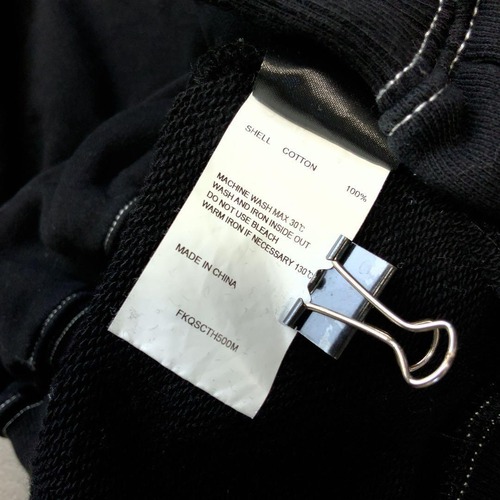 SHELL COTTON 100%
MACHINE WASH MAX 30℃
WASH AND IRON INSIDE OUT
DO NOT USE BLEACH
WARM IRON IF NECESSARY 130℃
MADE IN CHINA
FKQSCTH500M